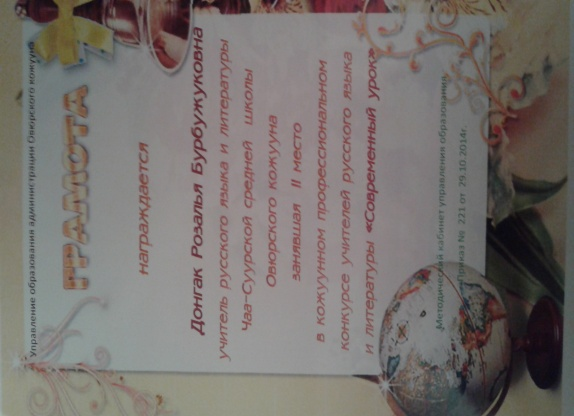 Управление образования администрации Овюрского кожууна
ГРАМОТА
награждается
Донгак Розалья Бурбужуковна
учитель русского языка и литературы
Чаа-Суурской средней школы
Овюрского кожууна
занявшая II место
в кожуунном профессиональном
конкурсе учителей русского языка
и литературы «Современный урок»
Методический кабинет управления образования
Приказ № 221 от 29.10.2014г.